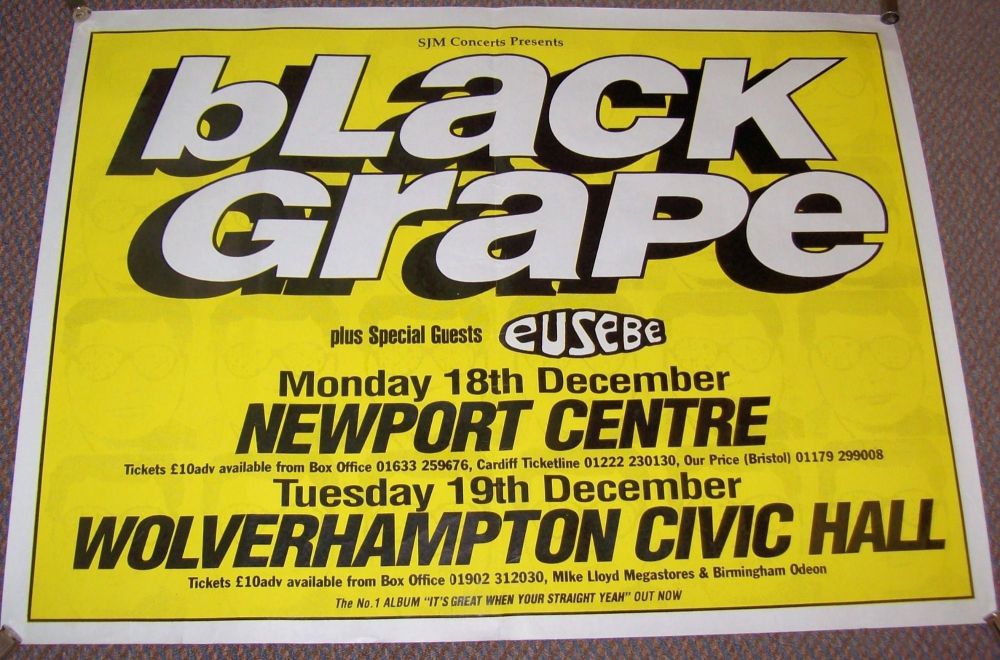 SJM Concerts Presents
bLacK
GraPe
plus Special Guests eUSeBe
Monday 18th December
NEWPORT CENTRE
Tickets £10adv available from Box Office 01633 259676, Cardiff Ticketline 01222 230130, Our Price (Bristol) 01179 299008
Tuesday 19th December
WOLVERHAMPTON CIVIC HALL
Tickets £10adv available from Box Office 01902 312030, MIke Lloyd Megastores & Birmingham Odeon
The No.1 ALBUM "IT'S GREAT WHEN YOUR STRAIGHT YEAH" OUT NOW